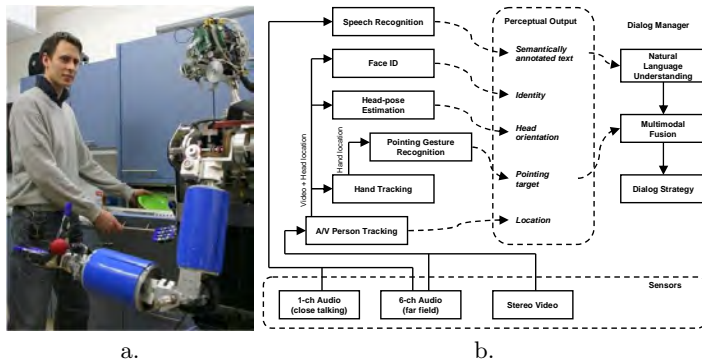 Speech Recognition
Perceptual Output
Dialog Manager
Semantically
annotated text
Natural
Language
Understanding
Face ID
Identity
Head-pose
Estimation
Head
orientation
Multimodal
Fusion
Video + Head location
Hand location
Pointing Gesture
Recognition
Pointing
target
Hand Tracking
Dialog Strategy
A/V Person Tracking
Location
Sensors
1-ch Audio
(close talking)
6-ch Audio
(far field)
Stereo Video
a.
b.